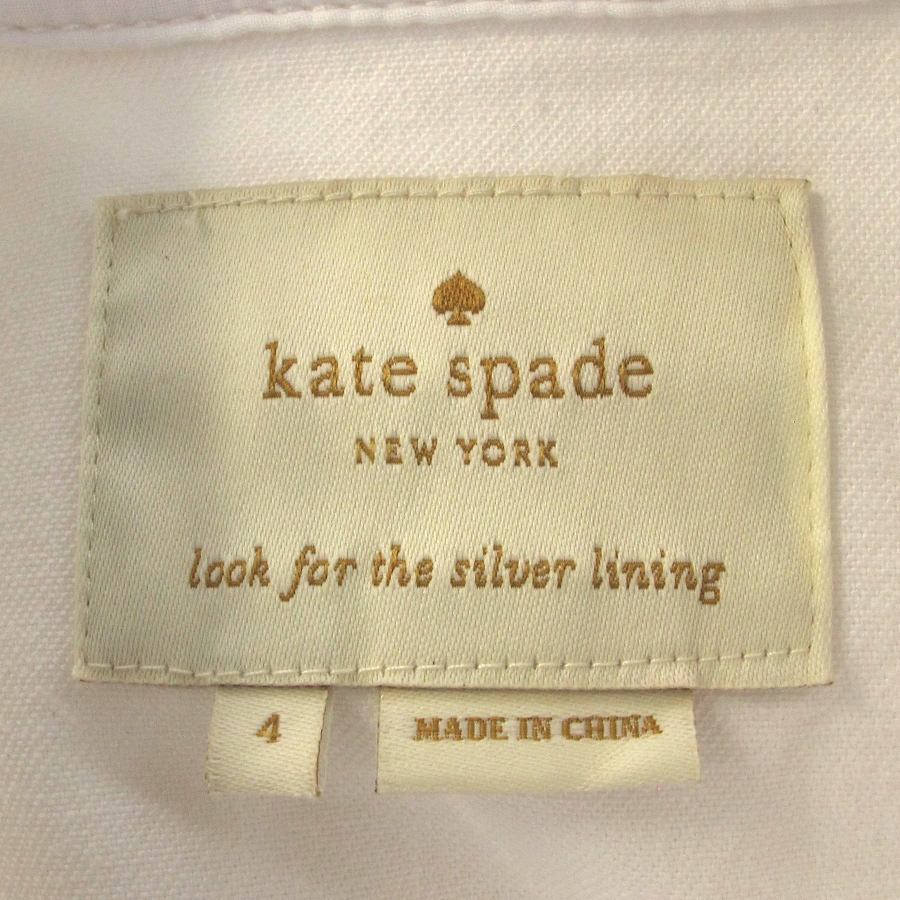 kate spade
NEW YORK
look for the silver lining
4
MADE IN CHINA